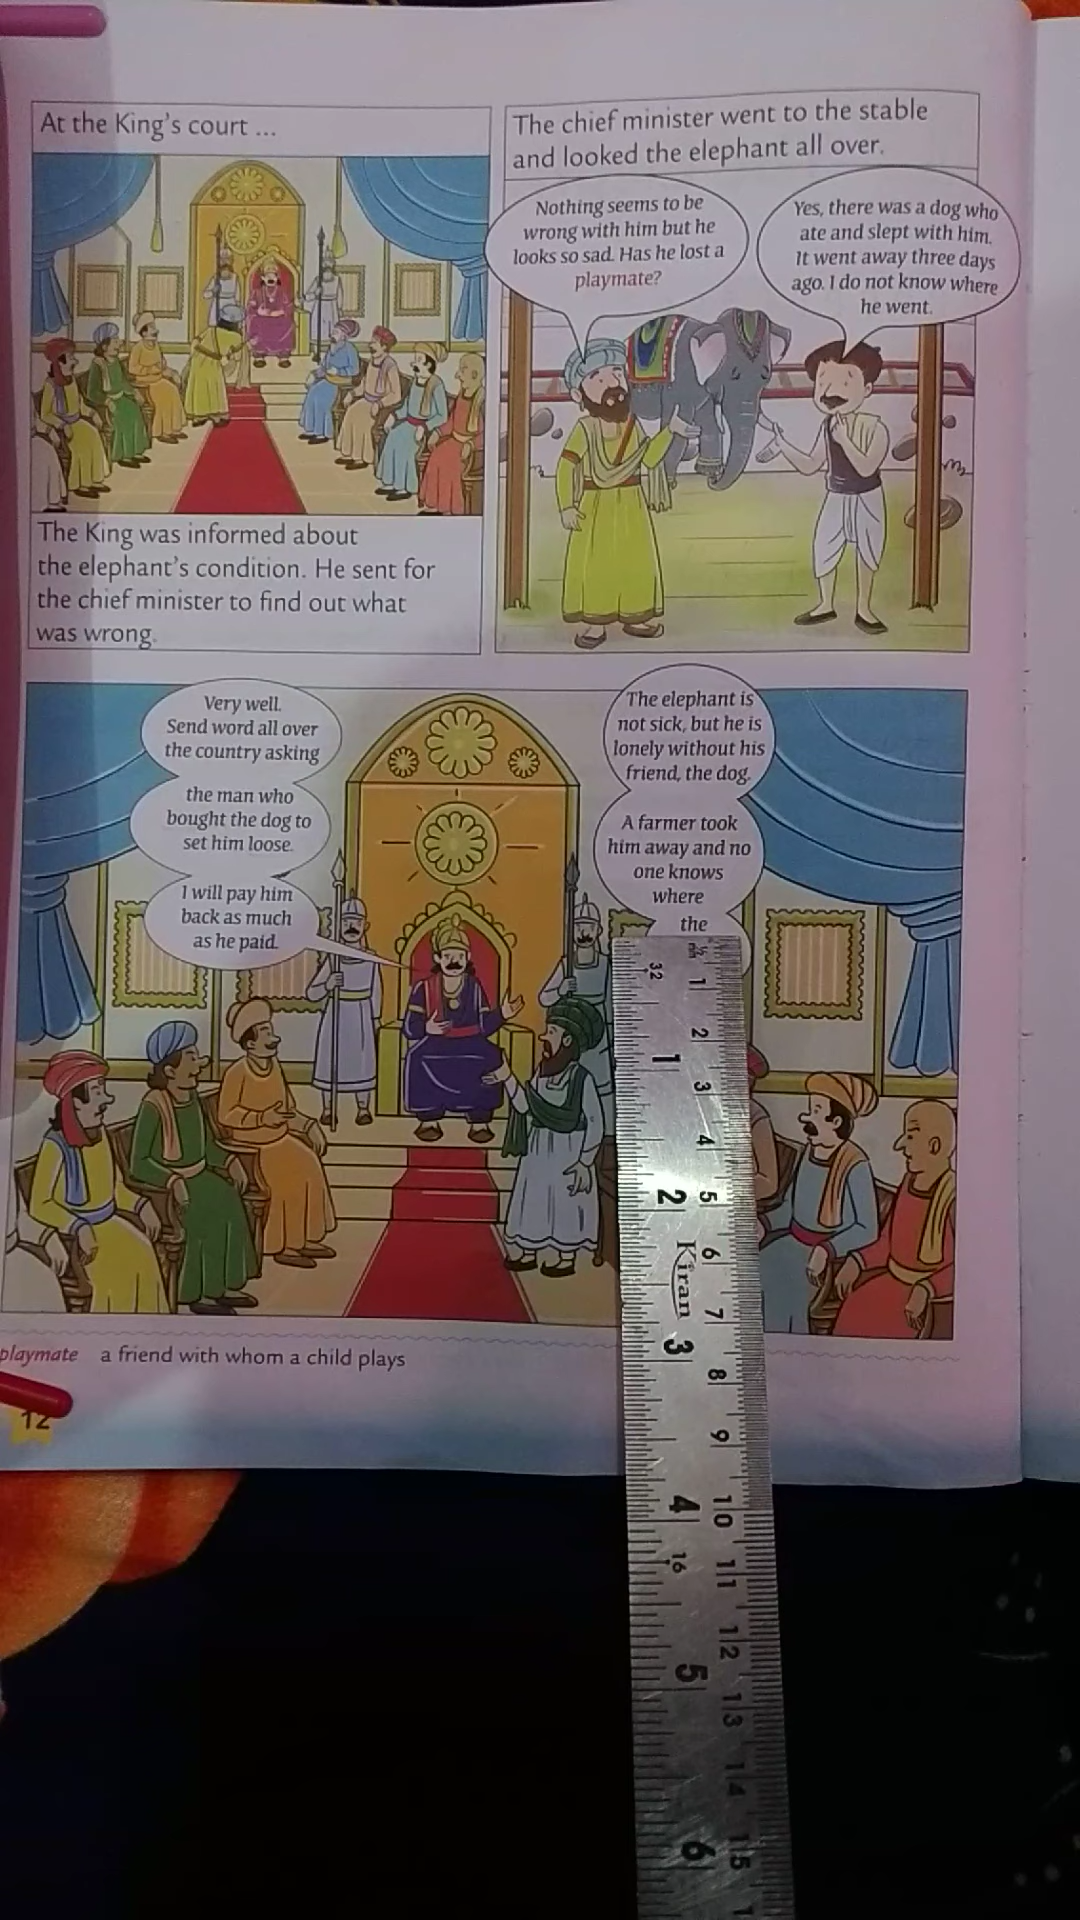 At the King's court ...
The King was informed about
the elephant's condition. He sent for
the chief minister to find out what
was wrong.
The chief minister went to the stable
and looked the elephant all over.
Nothing seems to be
wrong with him but he
looks so sad. Has he lost a
playmate?
Yes, there was a dog who
ate and slept with him.
It went away three days
ago. I do not know where
he went.
The elephant is
not sick, but he is
lonely without his
friend, the dog.
A farmer took
him away and no
one knows
where
the
Very well.
Send word all over
the country asking
the man who
bought the dog to
set him loose.
I will pay him
back as much
as he paid.
playmate a friend with whom a child plays
12
32
1 2 3 4 5 6 7 8 9 10 11 12 13 14 15
1 2 3 4 5 6
Kiran
16